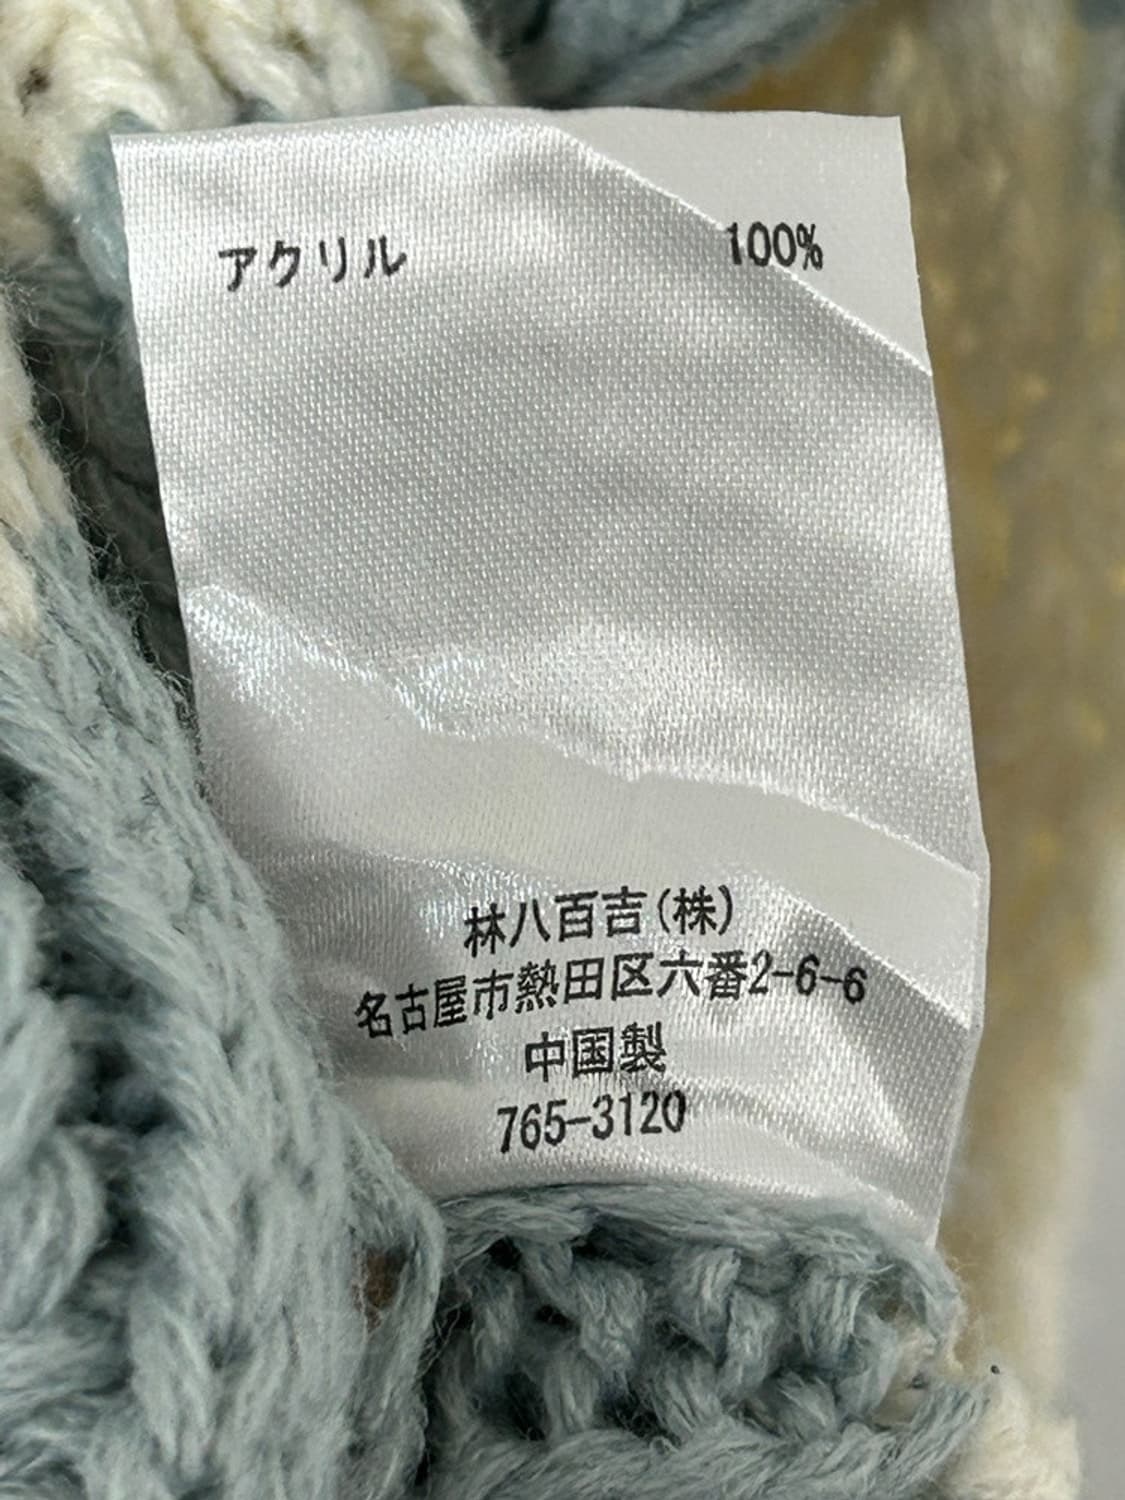 アクリル 100%
林八百吉(株)
名古屋市熱田区六番2-6-6
中国製
765-3120